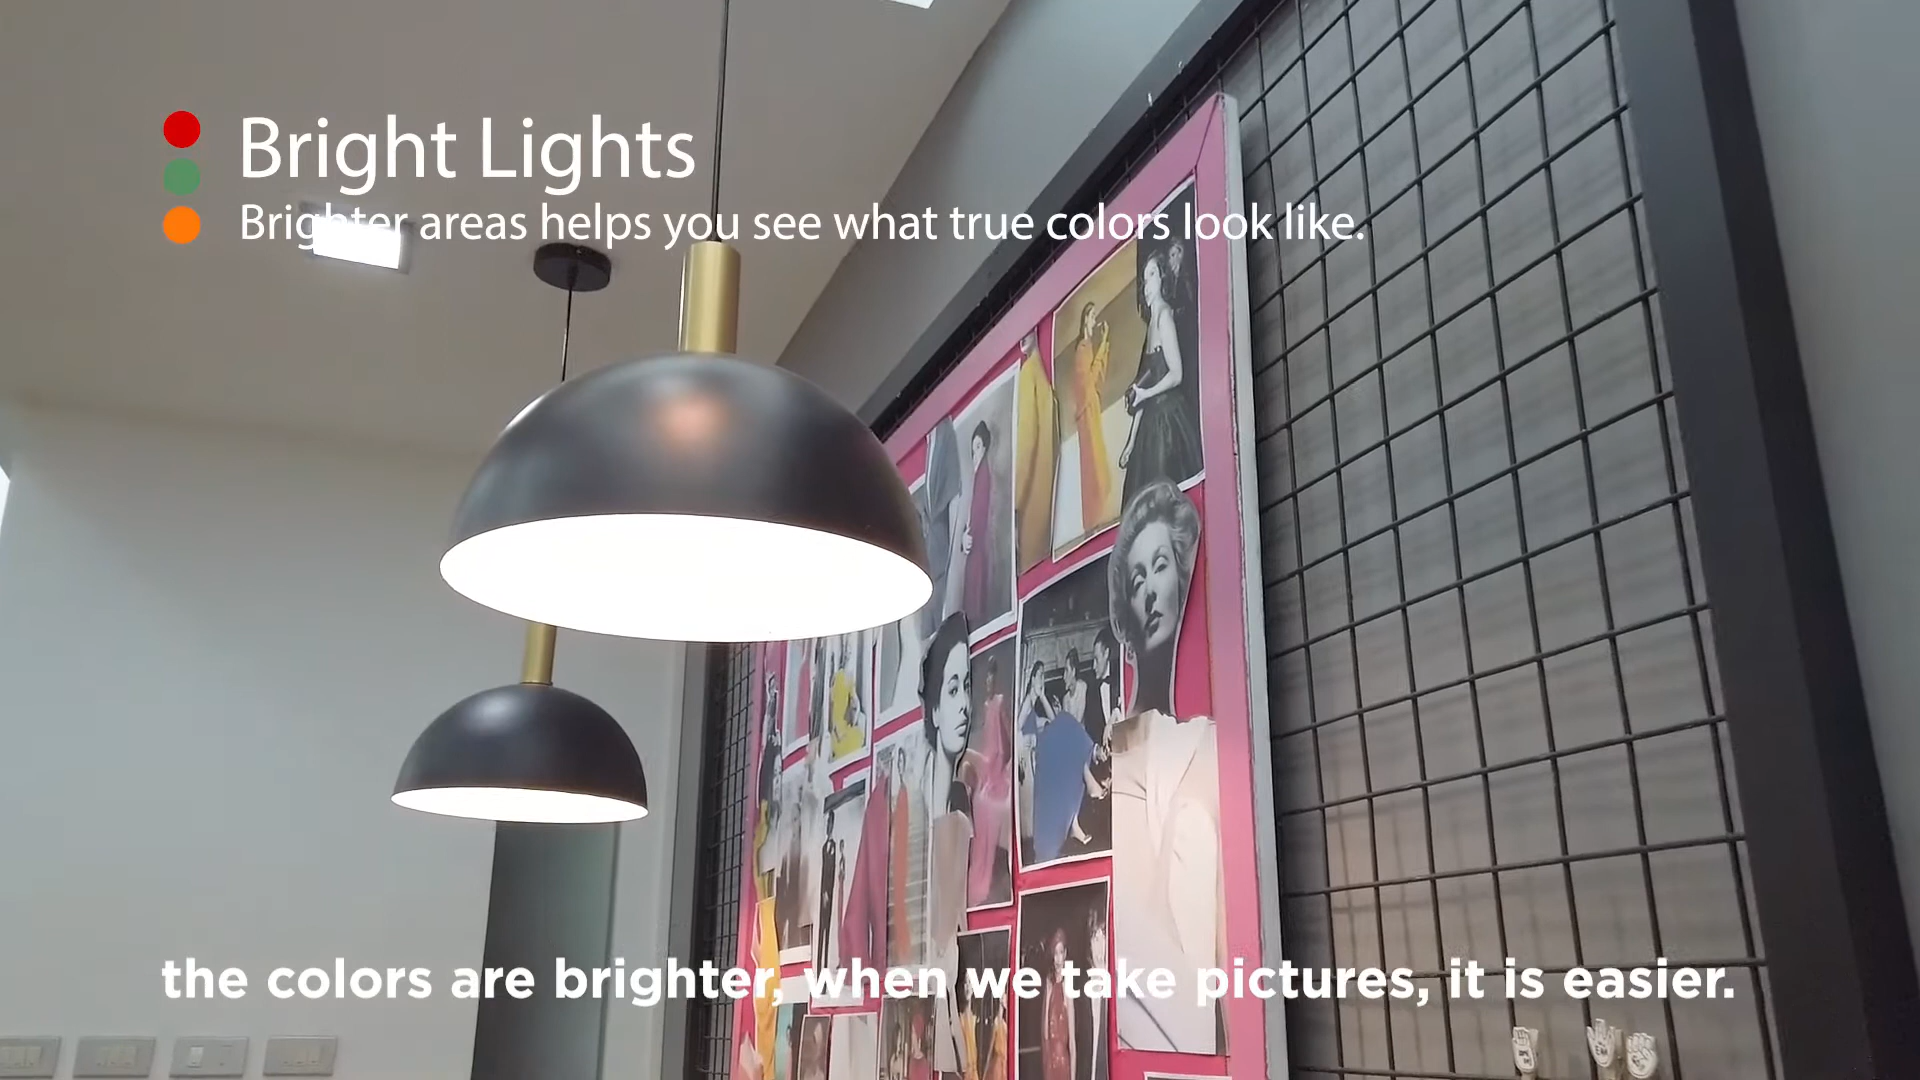 Bright Lights
Brighter areas helps you see what true colors look like.
the colors are brighter, when we take pictures, it is easier.